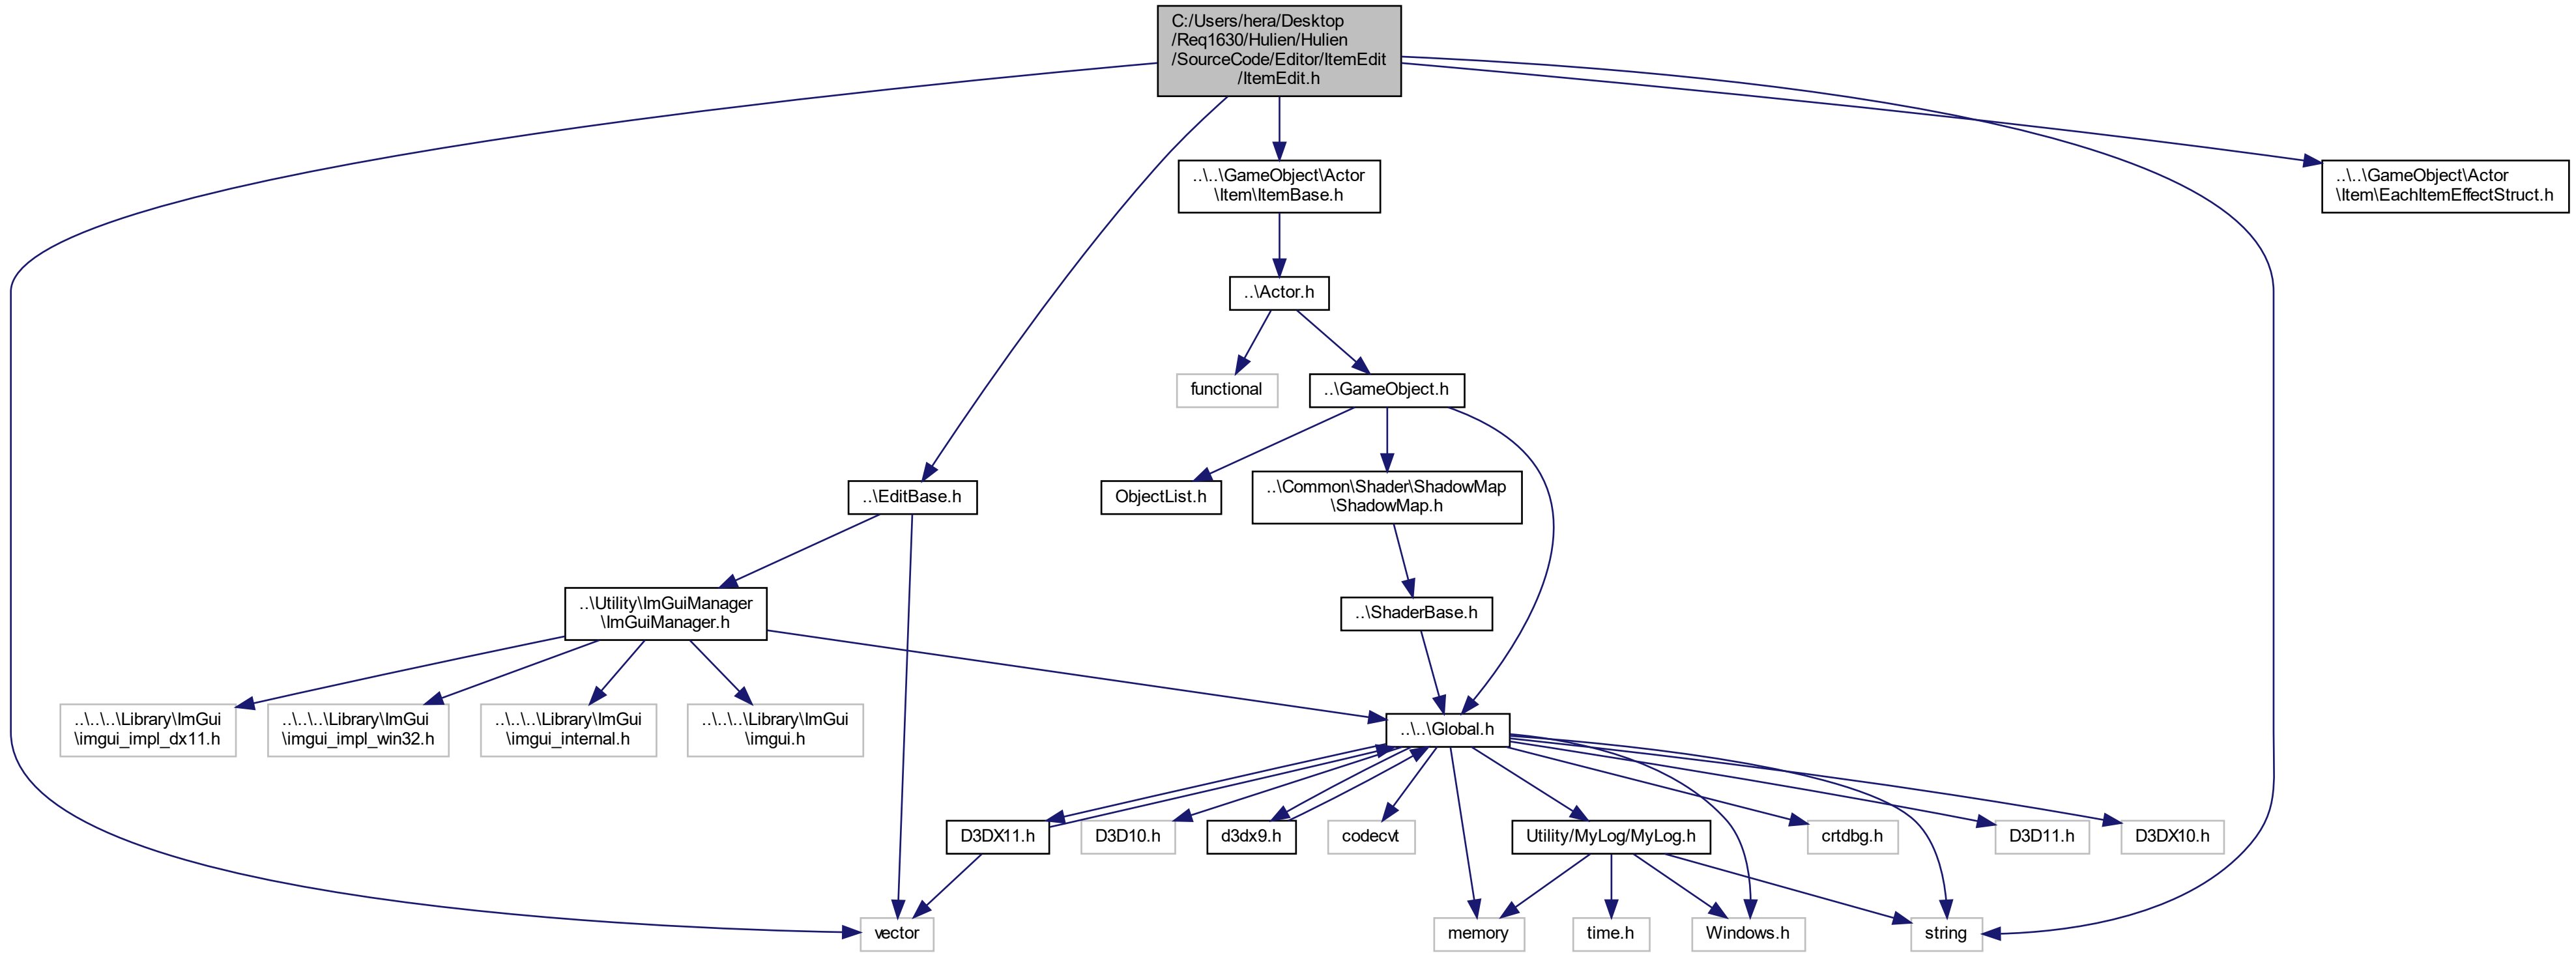 C:/Users/hera/Desktop
/Req1630/Hulien/Hulien
/SourceCode/Editor/ItemEdit
/ItemEdit.h
..\..\GameObject\Actor
\Item\ItemBase.h
..\..\GameObject\Actor
\Item\EachItemEffectStruct.h
..\Actor.h
functional
..\GameObject.h
..\EditBase.h
ObjectList.h
..\Common\Shader\ShadowMap
\ShadowMap.h
..\Utility\ImGuiManager
\ImGuiManager.h
..\ShaderBase.h
..\..\..\Library\ImGui
\imgui_impl_dx11.h
..\..\..\Library\ImGui
\imgui_impl_win32.h
..\..\..\Library\ImGui
\imgui_internal.h
..\..\..\Library\ImGui
\imgui.h
..\..\Global.h
D3DX11.h
D3D10.h
d3dx9.h
codecvt
Utility/MyLog/MyLog.h
crtdbg.h
D3D11.h
D3DX10.h
vector
memory
time.h
Windows.h
string